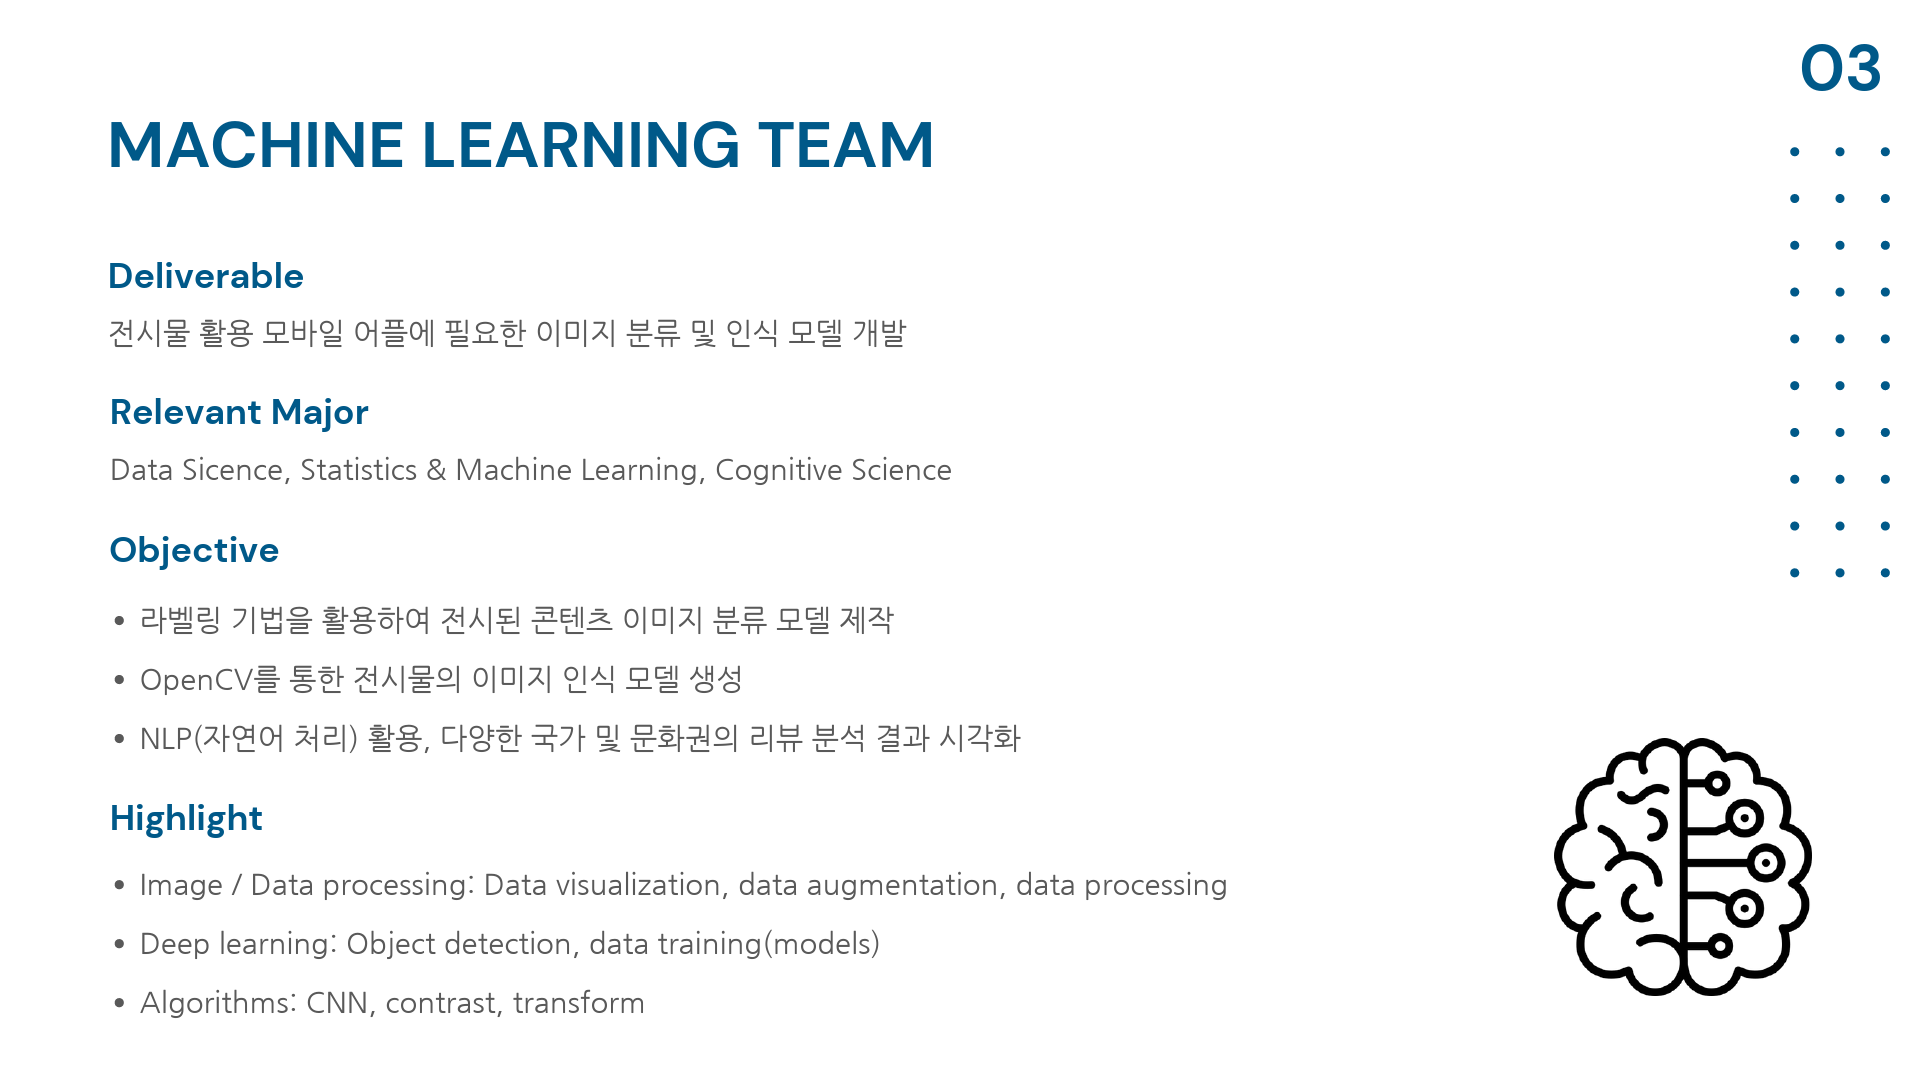 03
MACHINE LEARNING TEAM
Deliverable
전시물 활용 모바일 어플에 필요한 이미지 분류 및 인식 모델 개발
Relevant Major
Data Sicence, Statistics & Machine Learning, Cognitive Science
Objective
• 라벨링 기법을 활용하여 전시된 콘텐츠 이미지 분류 모델 제작
• OpenCV를 통한 전시물의 이미지 인식 모델 생성
• NLP(자연어 처리) 활용, 다양한 국가 및 문화권의 리뷰 분석 결과 시각화
Highlight
• Image / Data processing: Data visualization, data augmentation, data processing
• Deep learning: Object detection, data training(models)
• Algorithms: CNN, contrast, transform